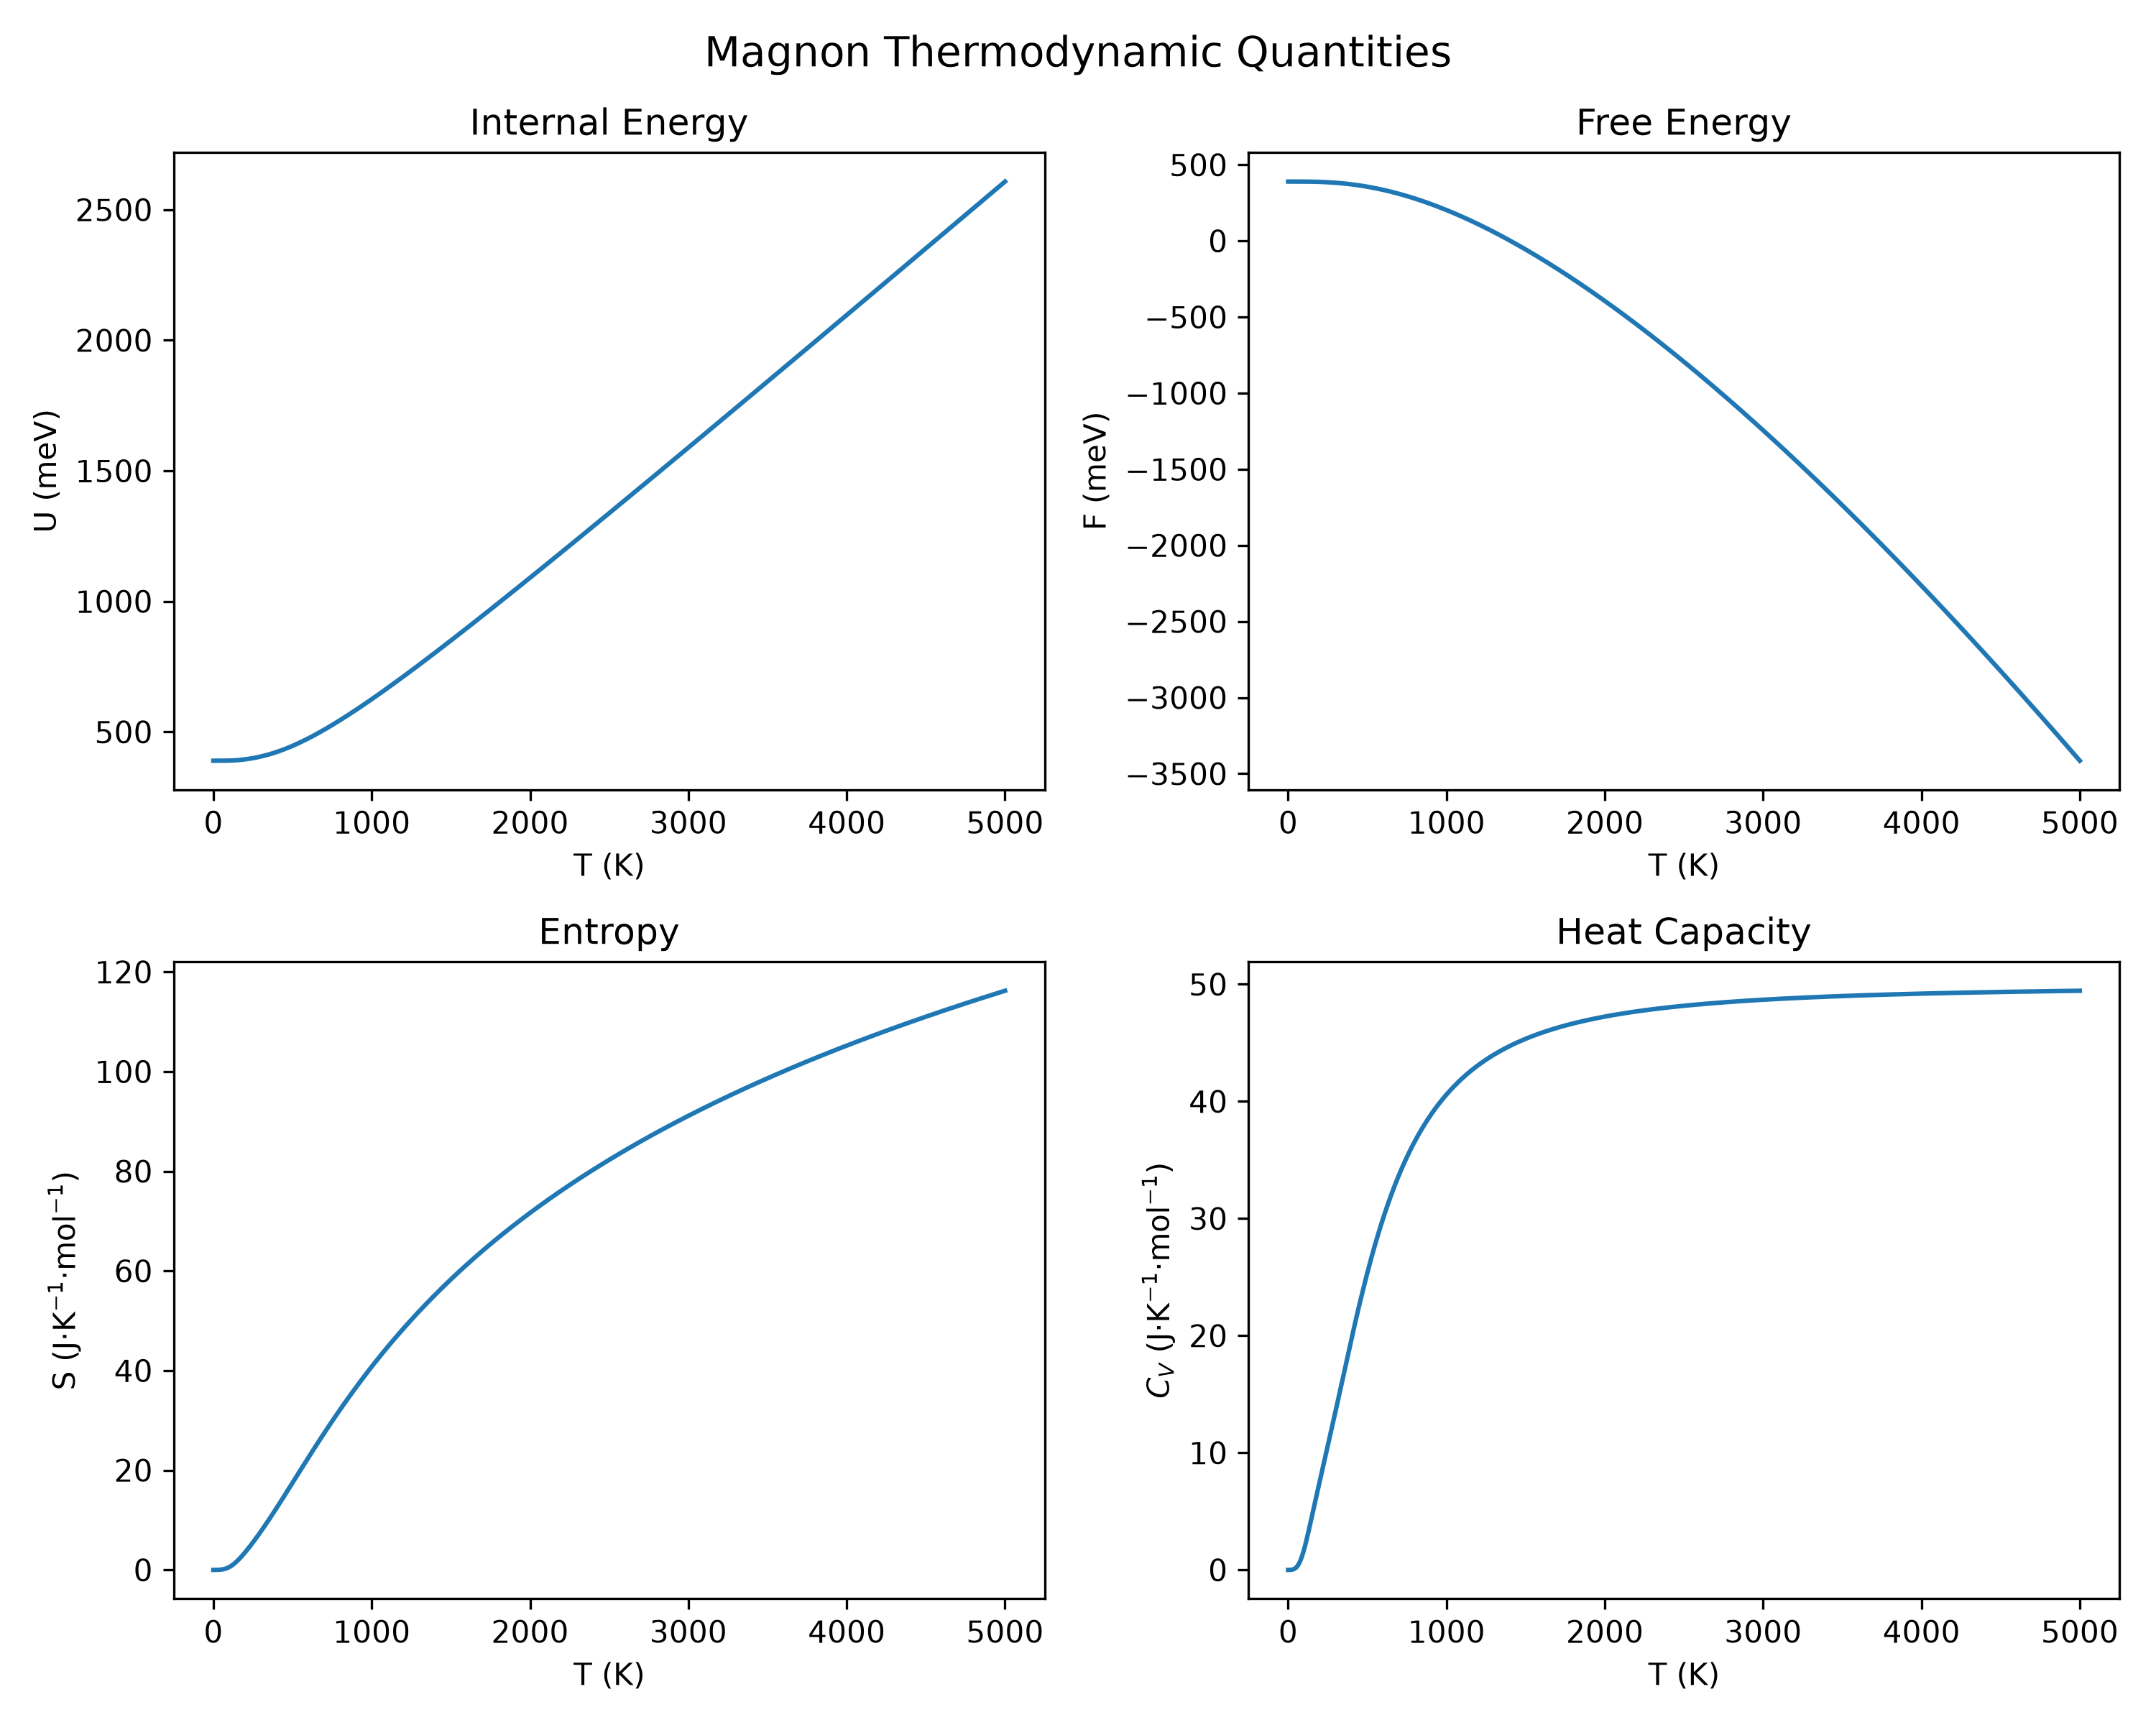 Magnon Thermodynamic Quantities
Internal Energy
2500
2000
1500
1000
500
U (meV)
0 1000 2000 3000 4000 5000
T (K)
Free Energy
500
0
−500
−1000
−1500
−2000
−2500
−3000
−3500
F (meV)
0 1000 2000 3000 4000 5000
T (K)
Entropy
120
100
80
60
40
20
0
S (J·K⁻¹·mol⁻¹)
0 1000 2000 3000 4000 5000
T (K)
Heat Capacity
50
40
30
20
10
0
C_V (J·K⁻¹·mol⁻¹)
0 1000 2000 3000 4000 5000
T (K)